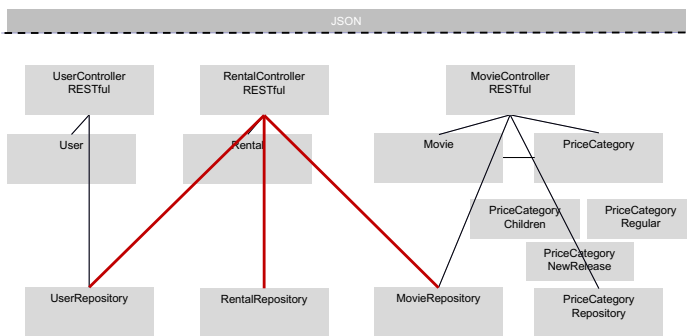 JSON
UserController
RESTful
RentalController
RESTful
MovieController
RESTful
User
Rental
Movie
PriceCategory
PriceCategory
Children
PriceCategory
Regular
PriceCategory
NewRelease
UserRepository
RentalRepository
MovieRepository
PriceCategory
Repository